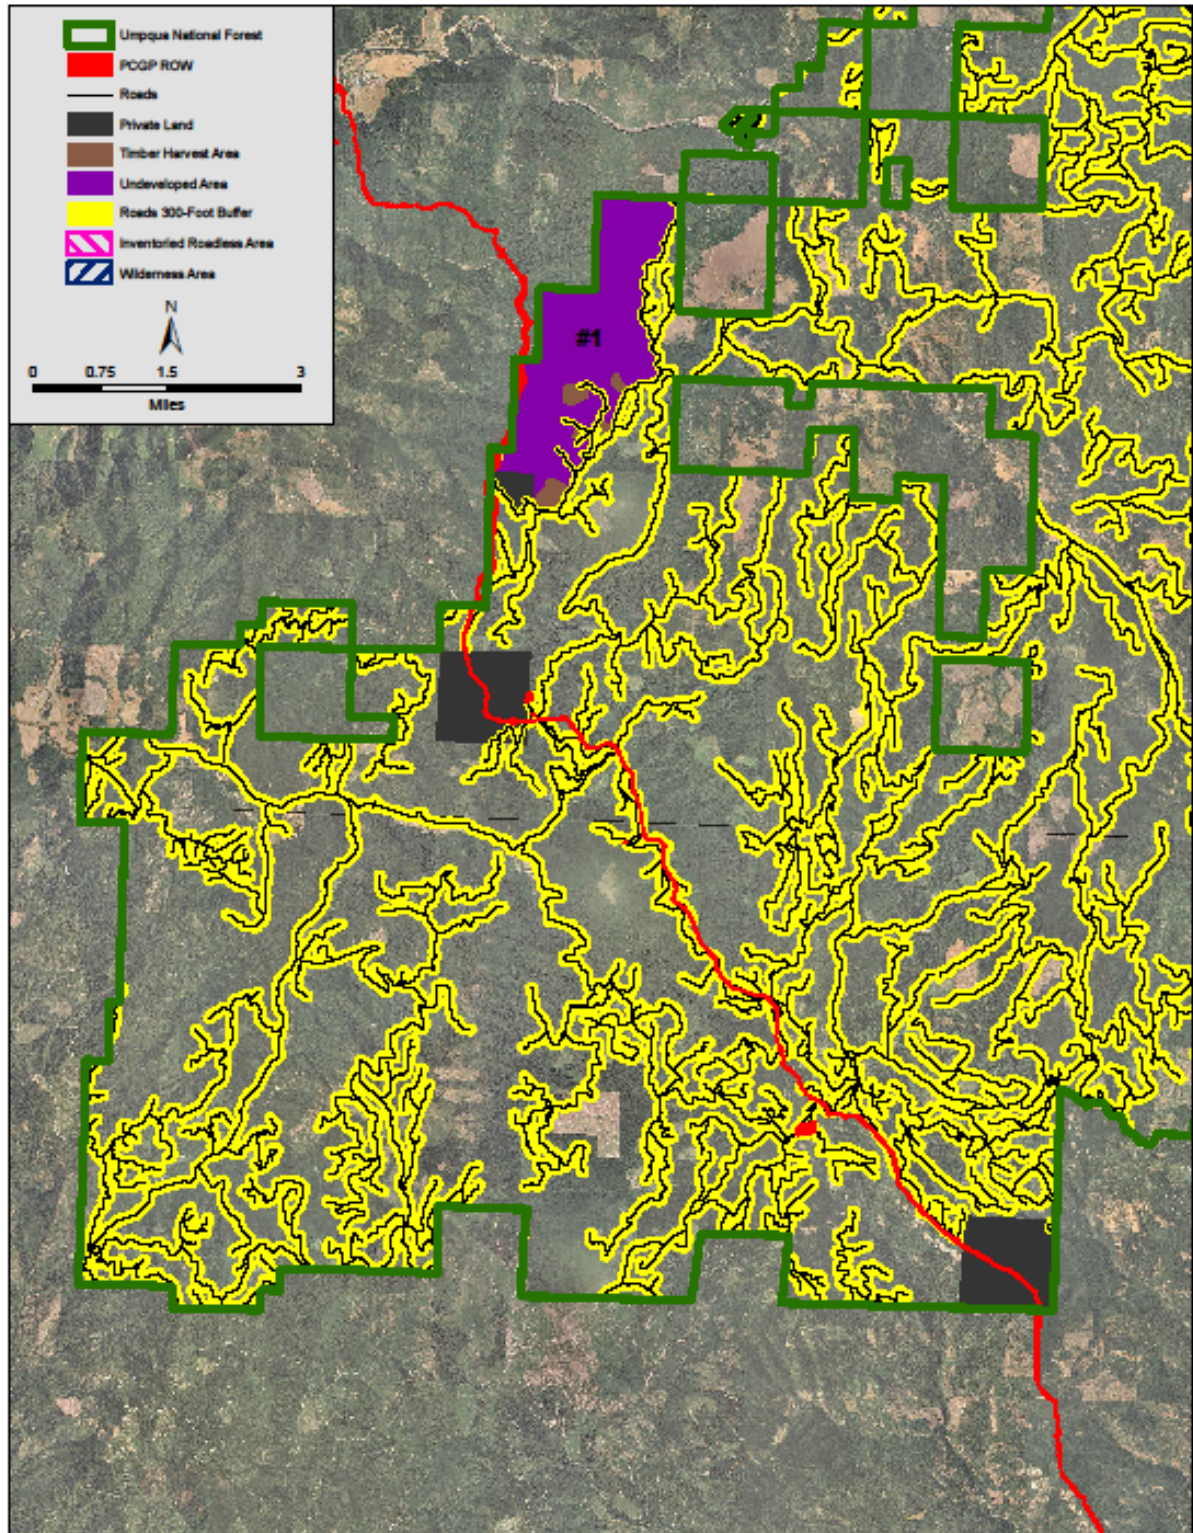 Umpqua National Forest
PCGP ROW
Roads
Private Land
Timber Harvest Area
Undeveloped Area
Roads 300-Foot Buffer
Inventoried Roadless Area
Wilderness Area
N
0 0.75 1.5 3
Miles
#1